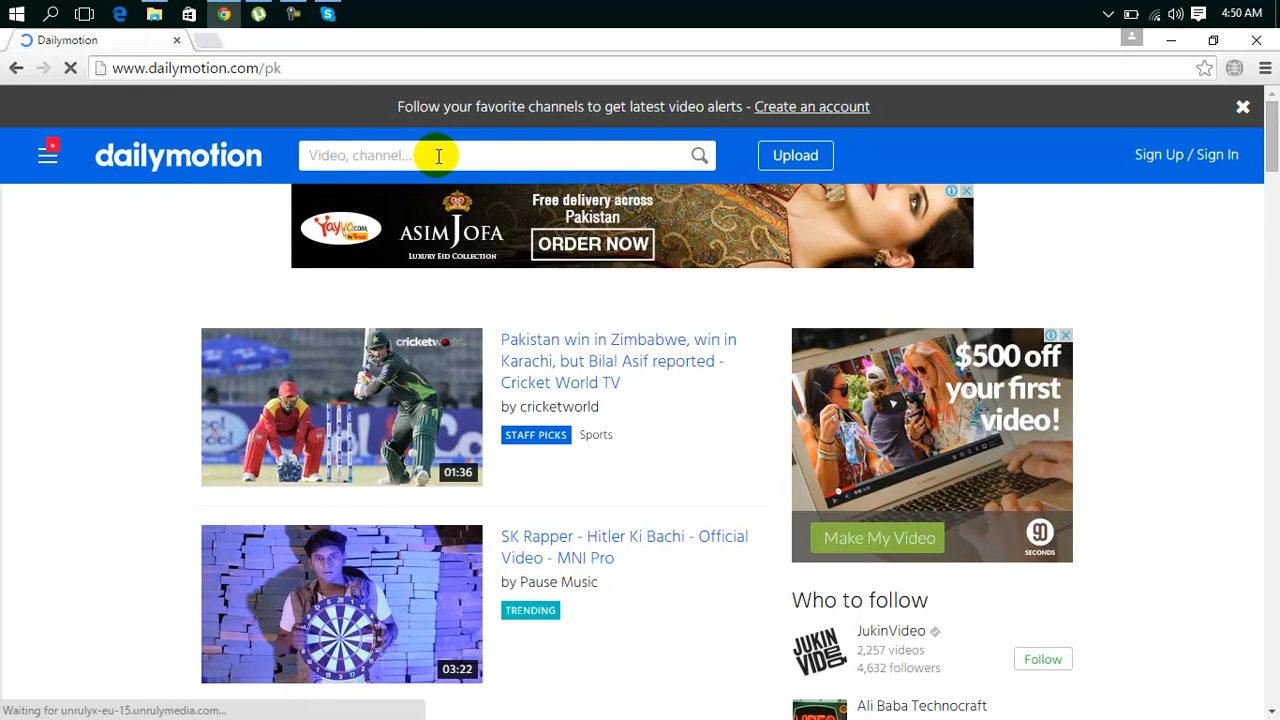 4:50 AM
Dailymotion
www.dailymotion.com/pk
Follow your favorite channels to get latest video alerts - Create an account
dailymotion
Video, channel...
Upload
Sign Up / Sign In
Yayvo.com
ASIM JOFA
LUXURY EID COLLECTION
Free delivery across
Pakistan
ORDER NOW
cricketw rld
01:36
Pakistan win in Zimbabwe, win in
Karachi, but Bilal Asif reported -
Cricket World TV
by cricketworld
STAFF PICKS Sports
$500 off
your first
video!
Make My Video
90
SECONDS
03:22
SK Rapper - Hitler Ki Bachi - Official
Video - MNI Pro
by Pause Music
TRENDING
Who to follow
JUKIN
VIDEO
JukinVideo
2,257 videos
4,632 followers
Follow
Ali Baba Technocraft
Waiting for unrulyx-eu-15.unrulymedia.com...